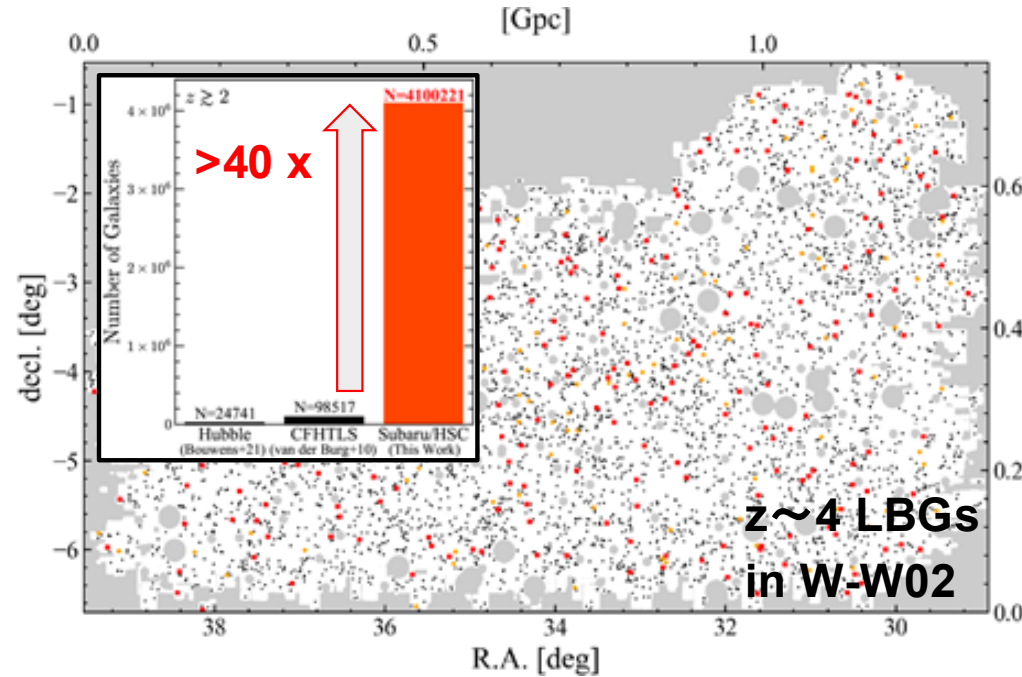 [Gpc]
0.0 0.5 1.0
z ≳ 2
N=4100221
>40 x
4 × 10⁶
3 × 10⁶
2 × 10⁶
1 × 10⁶
0
Number of Galaxies
N=24741 N=98517
Hubble CFHTLS Subaru/HSC
(Bouwens+21) (van der Burg+10) (This Work)
−1
−2
−3
−4
−5
−6
decl. [deg]
0.6
0.4
0.2
0.0
z～4 LBGs
in W-W02
38 36 34 32 30
R.A. [deg]